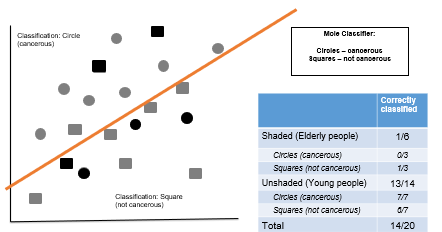 Classification: Circle
(cancerous)
Mole Classifier:
Circles – cancerous
Squares – not cancerous
Correctly
classified
Shaded (Elderly people) 1/6
Circles (cancerous) 0/3
Squares (not cancerous) 1/3
Unshaded (Young people) 13/14
Circles (cancerous) 7/7
Squares (not cancerous) 6/7
Total 14/20
Classification: Square
(not cancerous)